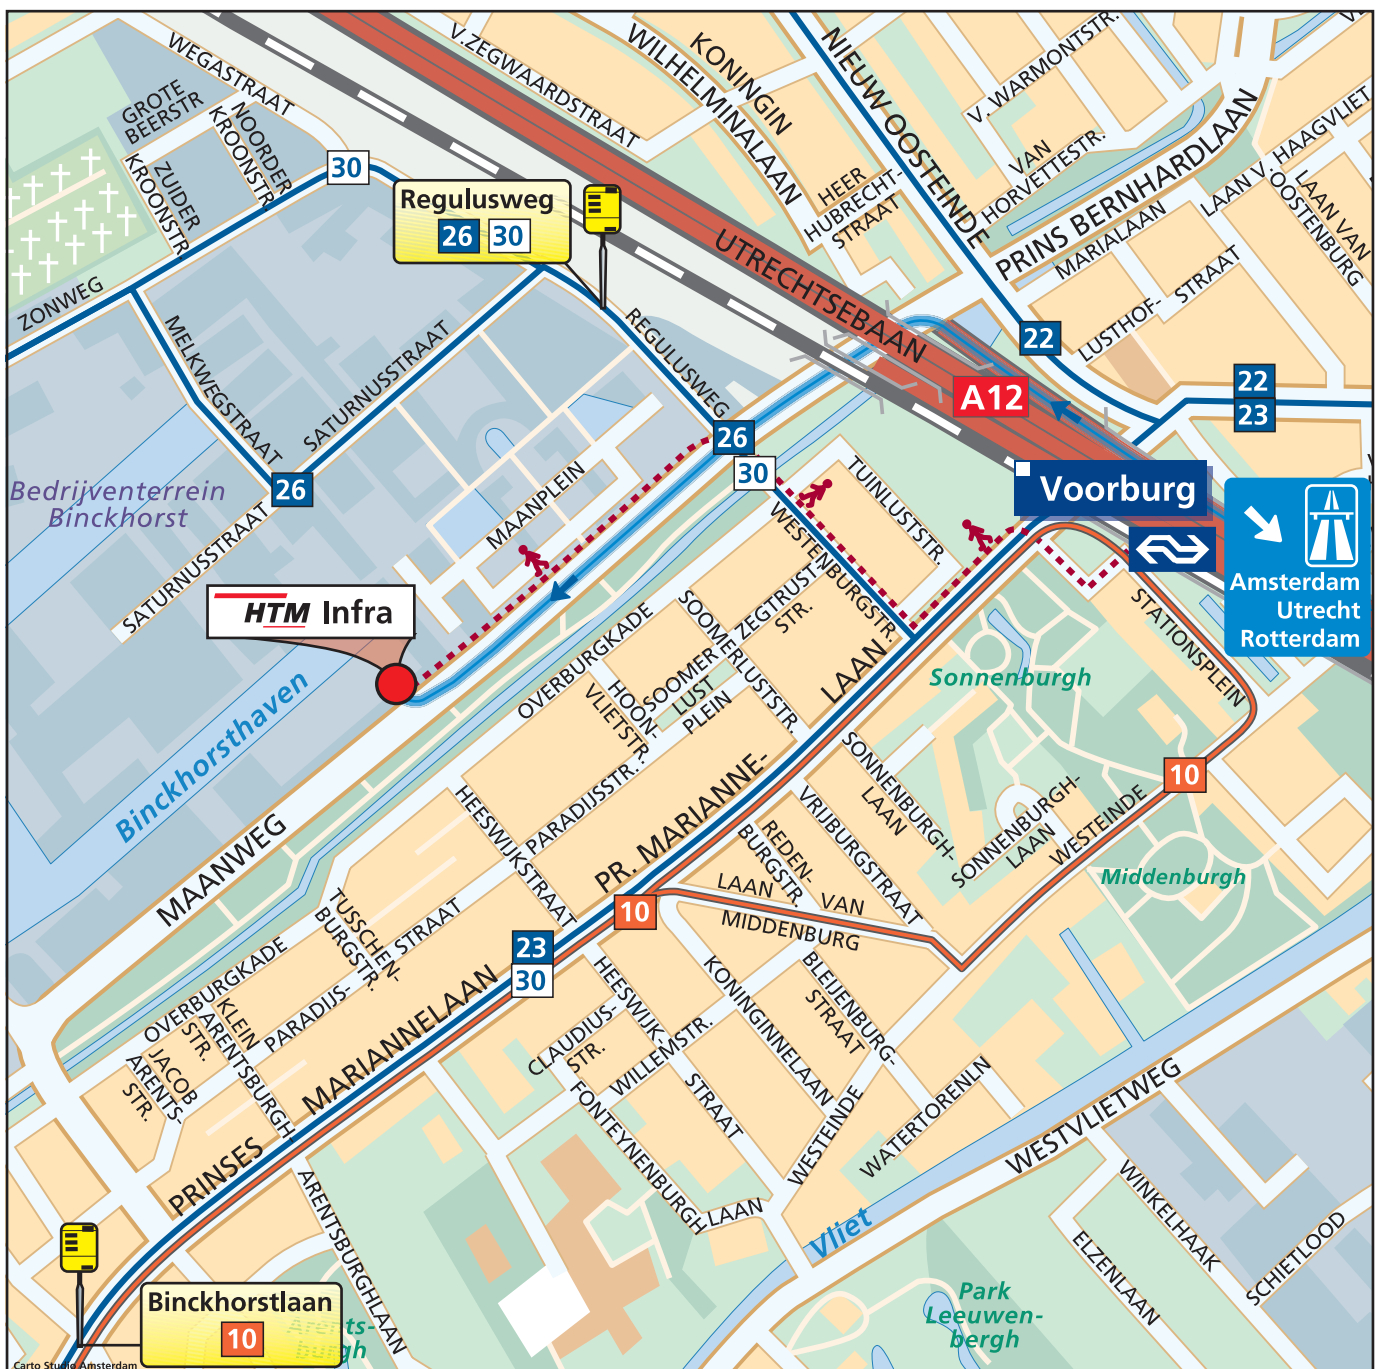 WEGASTRAAT
GROTE
BEERSTR
NOORDER
KROONSTR
ZUIDER
KROONSTR
30
V.ZEGWAARDSTRAAT
KONINGIN
WILHELMINALAAN
NIEUW OOSTEINDE
V. WARMONTSTR.
VAN
HORVETTESTR.
PRINS BERNHARDLAAN
LAAN V. HAAGVLIET
OOSTENBURG
LAAN VAN
OOSTENBURG
MARIALAAN
LUSTHOF-
STRAAT
HEER
HUBRECHT-
STRAAT
Regulusweg
26 30
UTRECHTSEBAAN
ZONWEG
MELKWEGSTRAAT
SATURNUSSTRAAT
REGULUSWEG
22
A12
22
23
26
30
26
Bedrijventerrein
Binckhorst
SATURNUSSTRAAT
MAANPLEIN
TUINLUSTSTR.
WESTENBURGSTR.
Voorburg
Amsterdam
Utrecht
Rotterdam
HTM Infra
STATIONSPLEIN
OVERBURGKADE
SOOMERLUSTSTR.
ZEGTRUST-
STR.
SOOMER
LUST
PLEIN
HOON-
VLIETSTR.
LAAN
Sonnenburgh
Binckhorsthaven
PARADIJSSTR.
PR. MARIANNE-
SONNENBURGH-
LAAN
SONNENBURGH-
LAAN
WESTEINDE
10
Middenburgh
MAANWEG
HEESWIJKSTRAAT
REDEN-
BURGSTR.
VRIJBURGSTRAAT
LAAN VAN
MIDDENBURG
10
TUSSCHEN-
BURGSTR.
PARADIJS-
STRAAT
OVERBURGKADE
23
30
KLEIN
ARENTSBURGH-
STR.
JACOB
ARENTS-
STR.
MARIANNELAAN
HEESWIJK-
STRAAT
CLAUDIUS-
STR.
WILLEMSTR.
KONINGINNELAAN
BLEIJENBURG-
STRAAT
FONTEYNENBURGH
LAAN
WESTEINDE
WATERTORENLN
WESTVLIETWEG
PRINSES
ARENTSBURGHLAAN
Vliet
WINKELHAAK
ELZENLAAN
SCHIETLOOD
Park
Leeuwen-
bergh
Binckhorstlaan
10
Arents-
burgh
Carto Studio Amsterdam